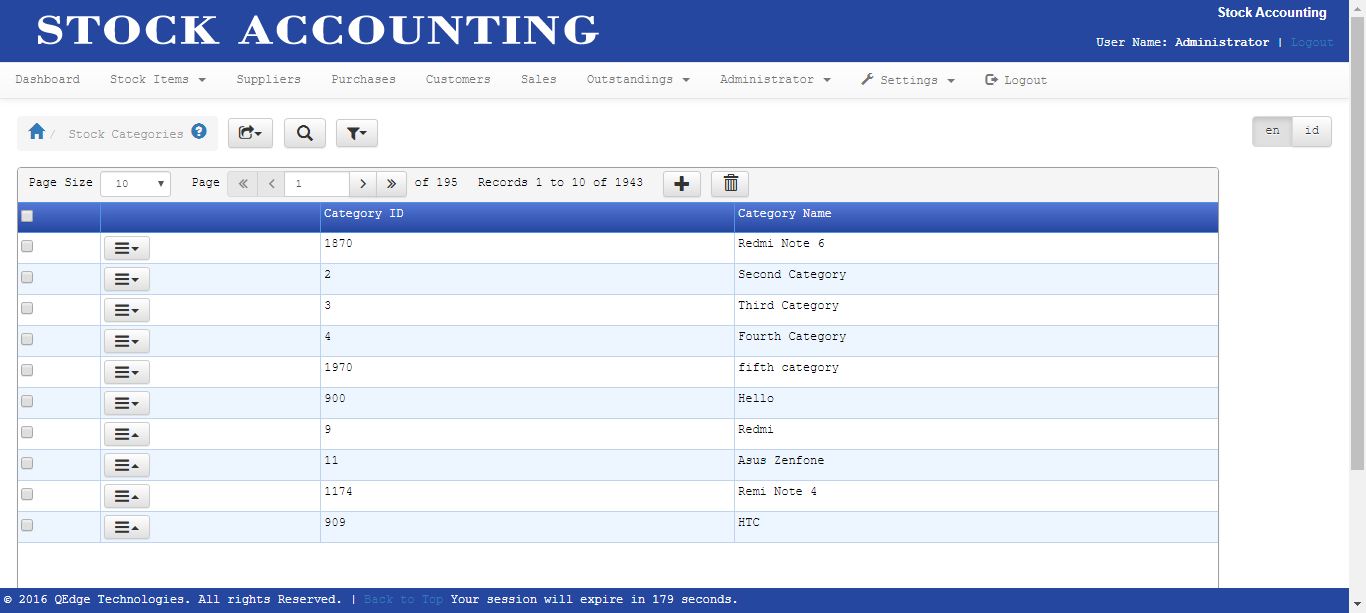 STOCK ACCOUNTING
Stock Accounting
User Name: Administrator | Logout
Dashboard Stock Items Suppliers Purchases Customers Sales Outstandings Administrator Settings Logout
/ Stock Categories ?
en id
Page Size 10 Page 1 of 195 Records 1 to 10 of 1943
Category ID Category Name
1870 Redmi Note 6
2 Second Category
3 Third Category
4 Fourth Category
1970 fifth category
900 Hello
9 Redmi
11 Asus Zenfone
1174 Remi Note 4
909 HTC
© 2016 QEdge Technologies. All rights Reserved. | Back to Top Your session will expire in 179 seconds.